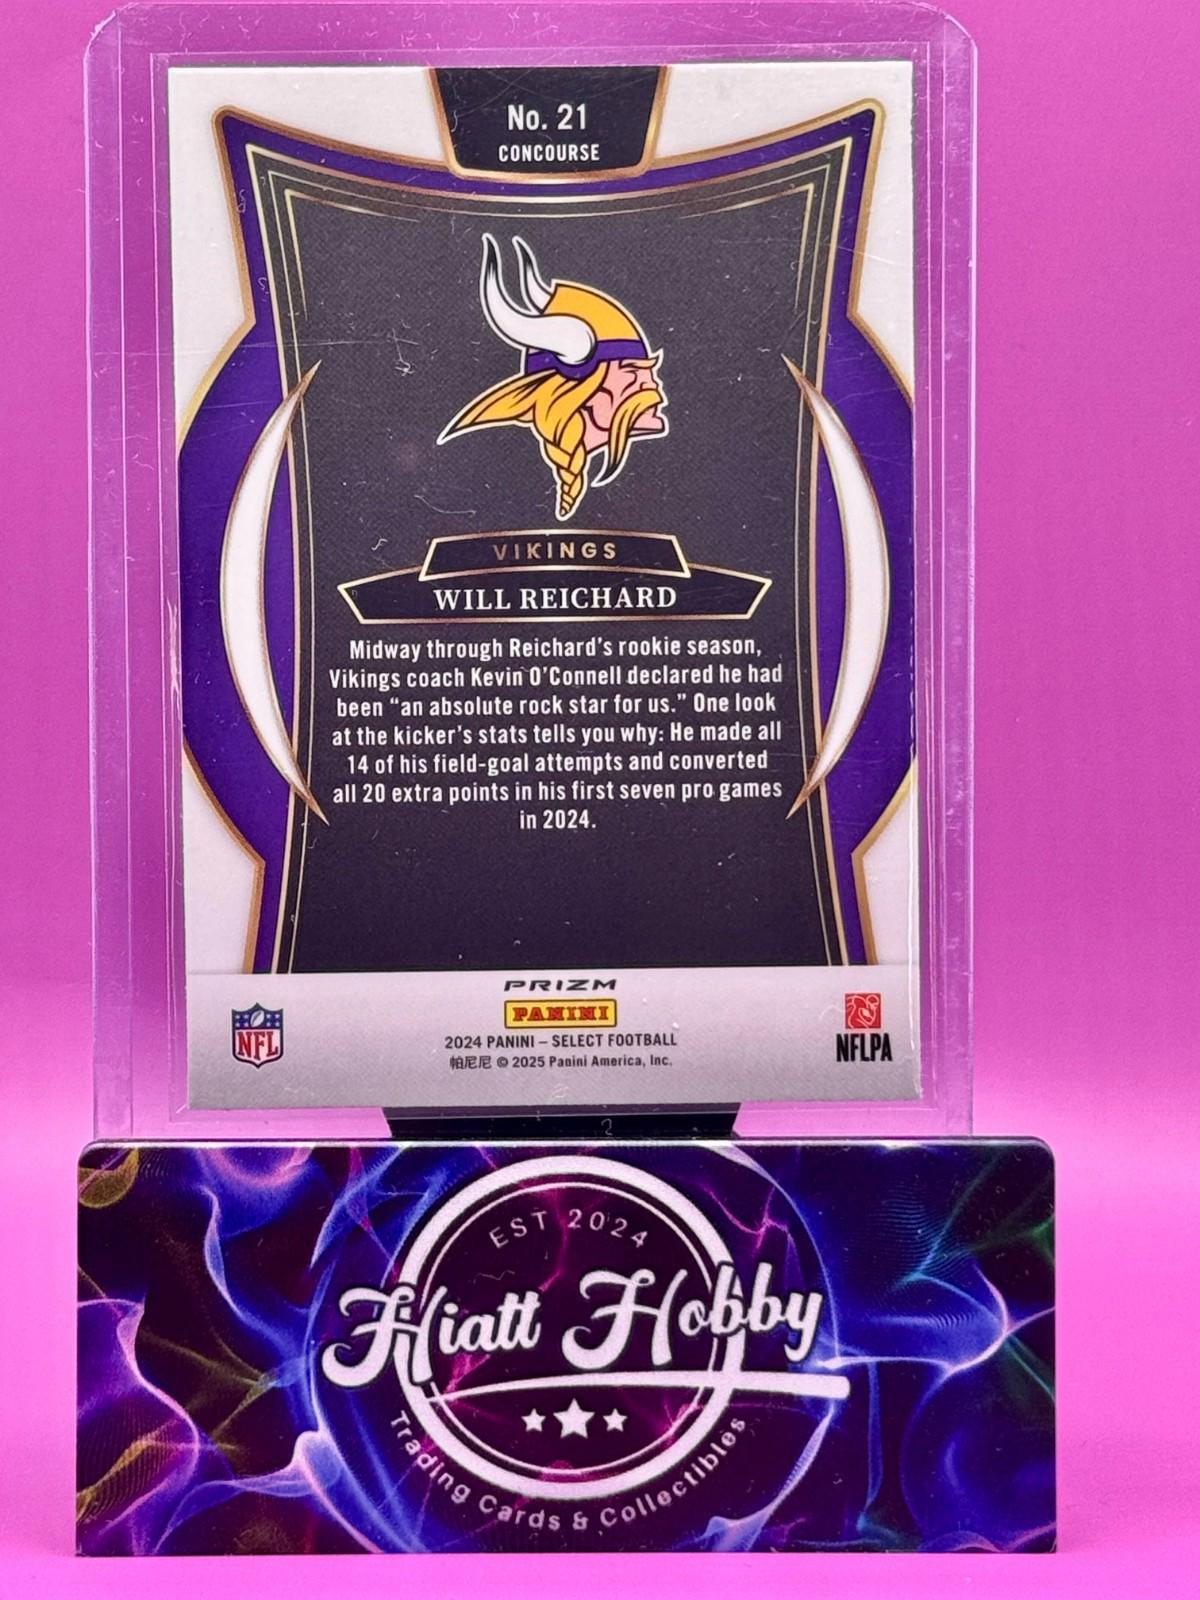 No. 21
CONCOURSE
VIKINGS
WILL REICHARD
Midway through Reichard's rookie season,
Vikings coach Kevin O'Connell declared he had
been “an absolute rock star for us.” One look
at the kicker's stats tells you why: He made all
14 of his field-goal attempts and converted
all 20 extra points in his first seven pro games
in 2024.
PRIZM
PANINI
NFL
2024 PANINI – SELECT FOOTBALL
帕尼尼 © 2025 Panini America, Inc.
NFLPA
EST 2024
Hiatt Hobby
Trading Cards & Collectibles